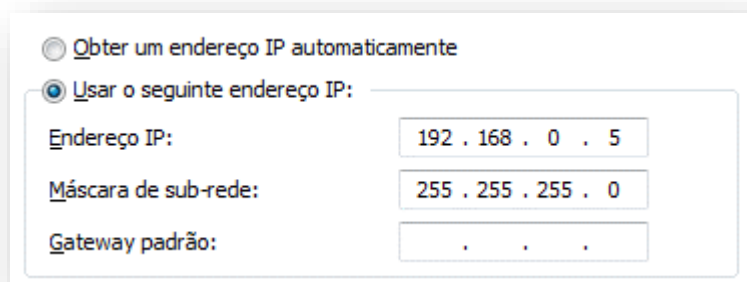 Obter um endereço IP automaticamente
Usar o seguinte endereço IP:
Endereço IP: 192 . 168 . 0 . 5
Máscara de sub-rede: 255 . 255 . 255 . 0
Gateway padrão: . . .